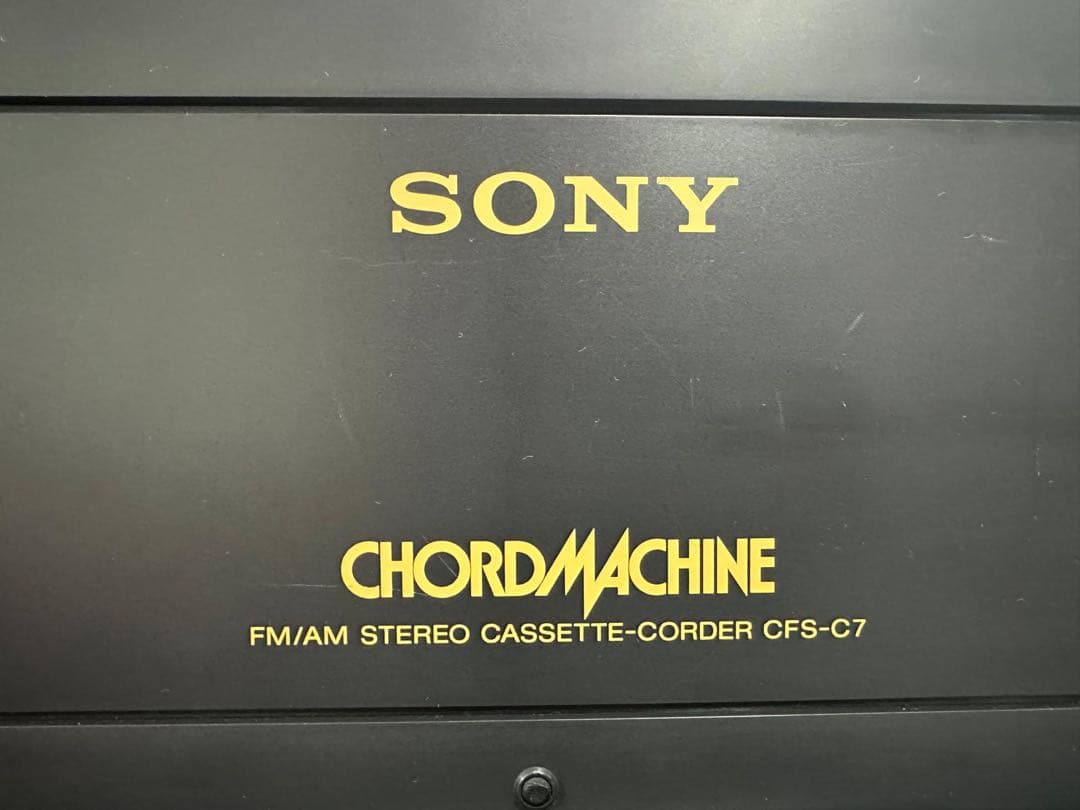 SONY
CHORDMACHINE
FM/AM STEREO CASSETTE-CORDER CFS-C7